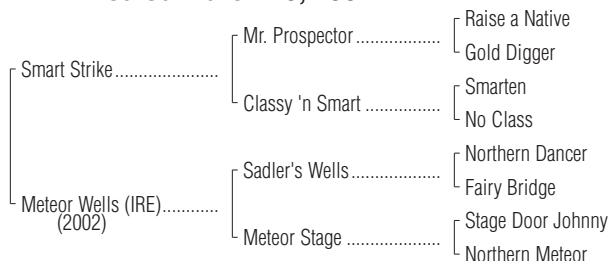 Raise a Native
Mr. Prospector
Gold Digger
Smart Strike
Smarten
Classy 'n Smart
No Class
Northern Dancer
Sadler's Wells
Fairy Bridge
Meteor Wells (IRE)
(2002)
Stage Door Johnny
Meteor Stage
Northern Meteor